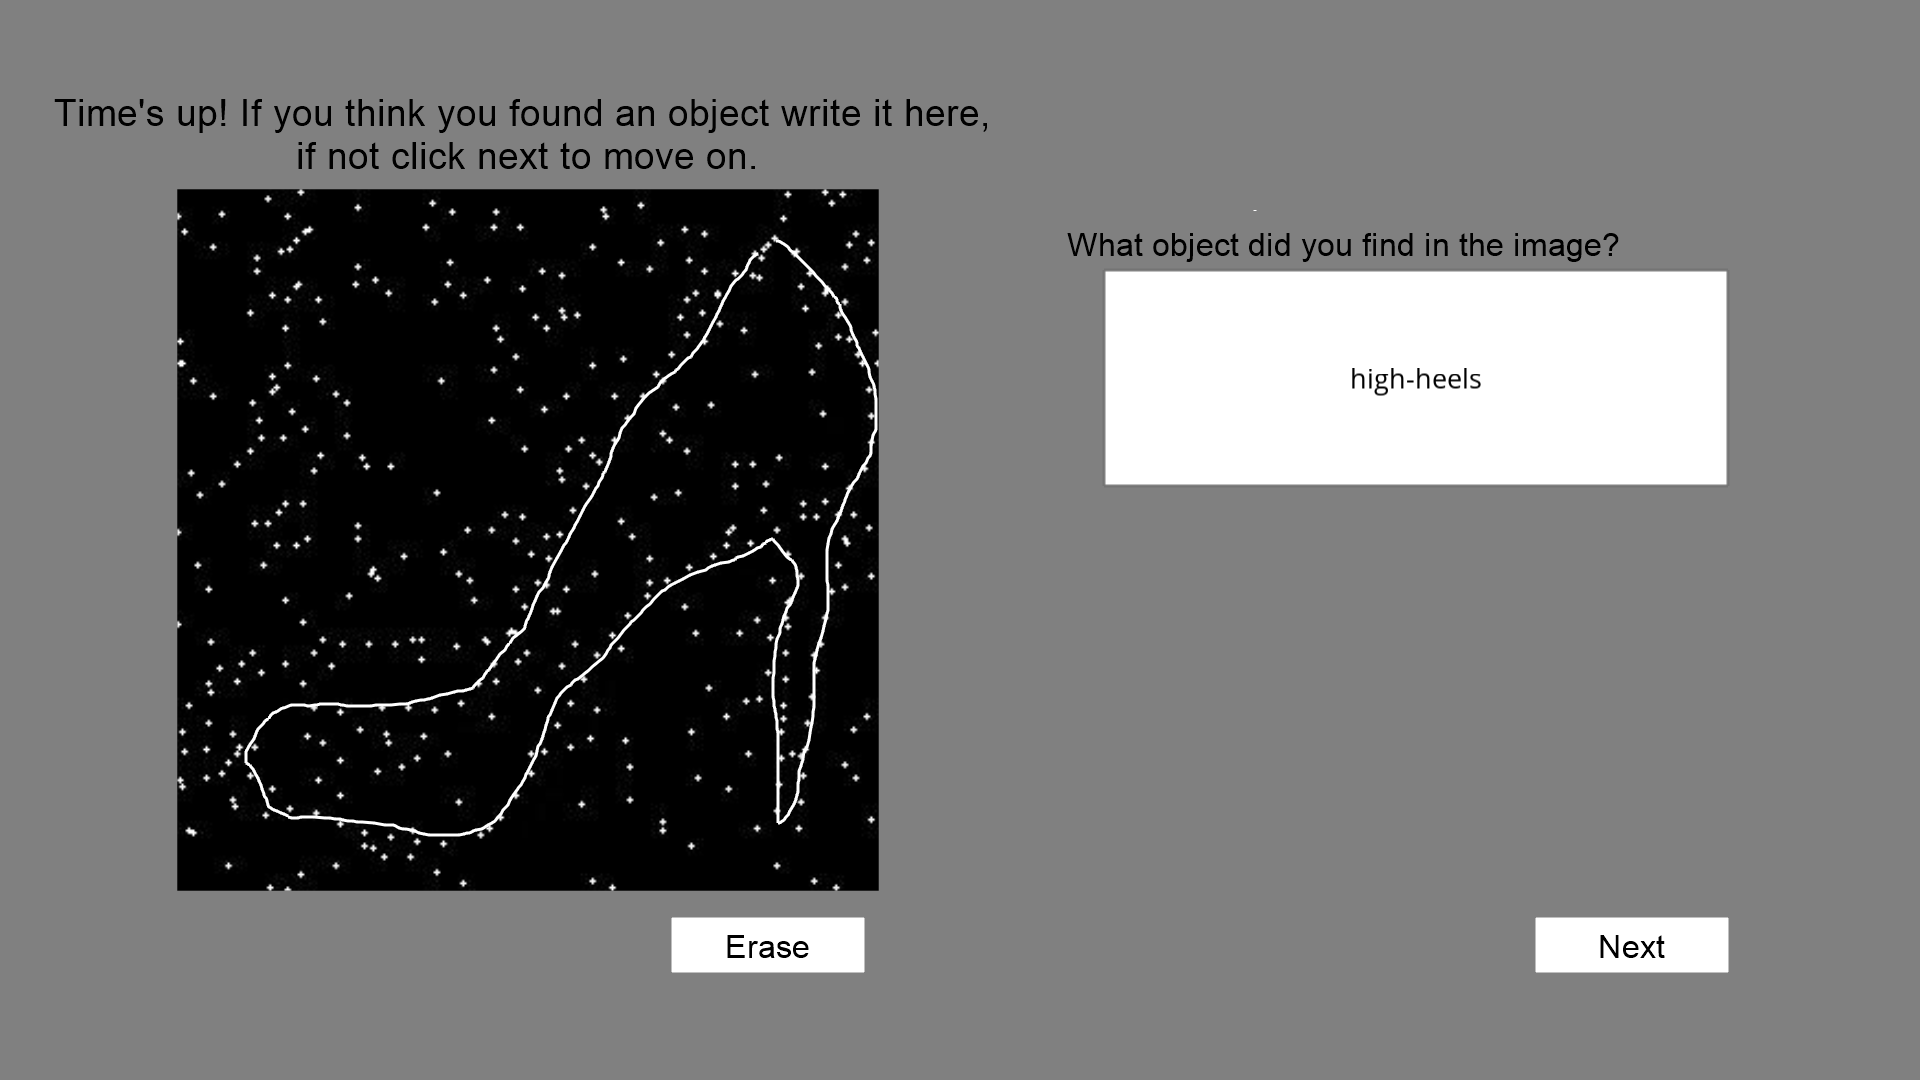 Time's up! If you think you found an object write it here,
if not click next to move on.
What object did you find in the image?
high-heels
Erase
Next